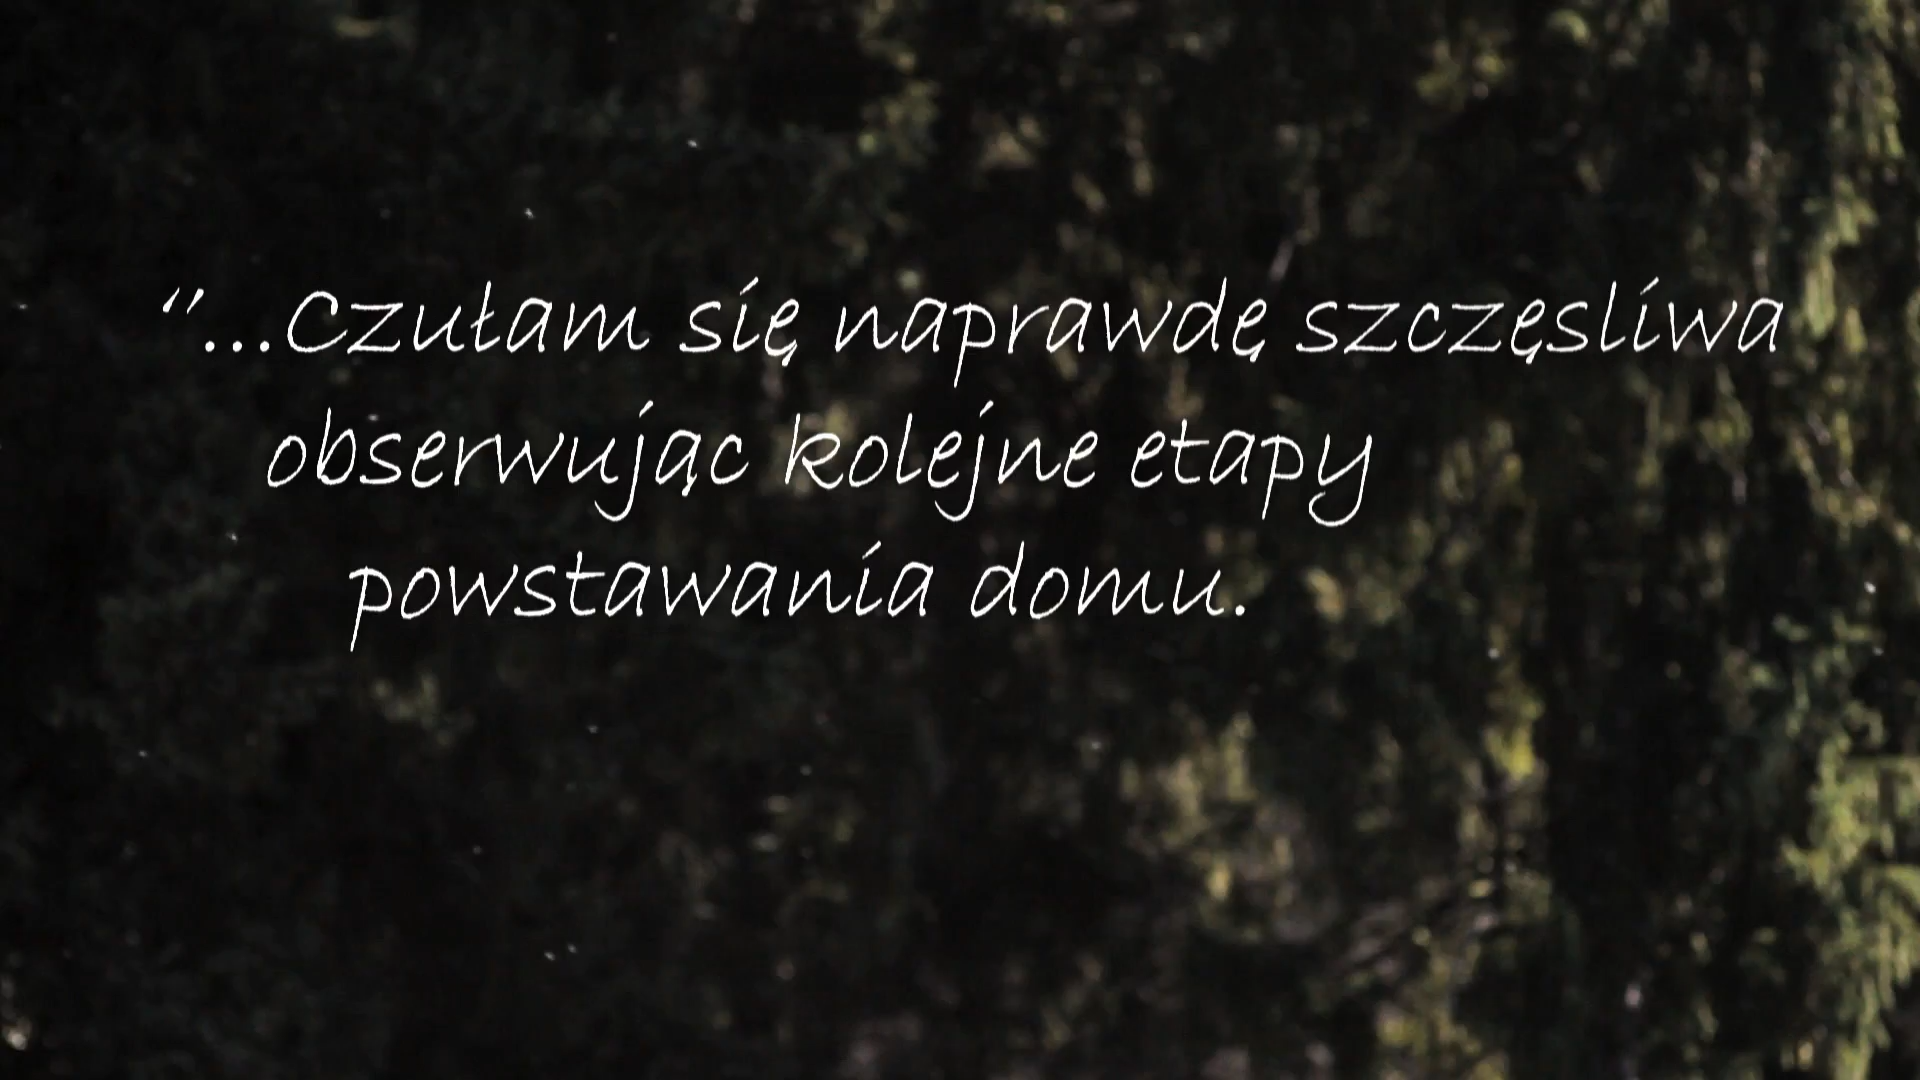 “...Czułam się naprawdę szczęsliwa
obserwując kolejne etapy
powstawania domu.